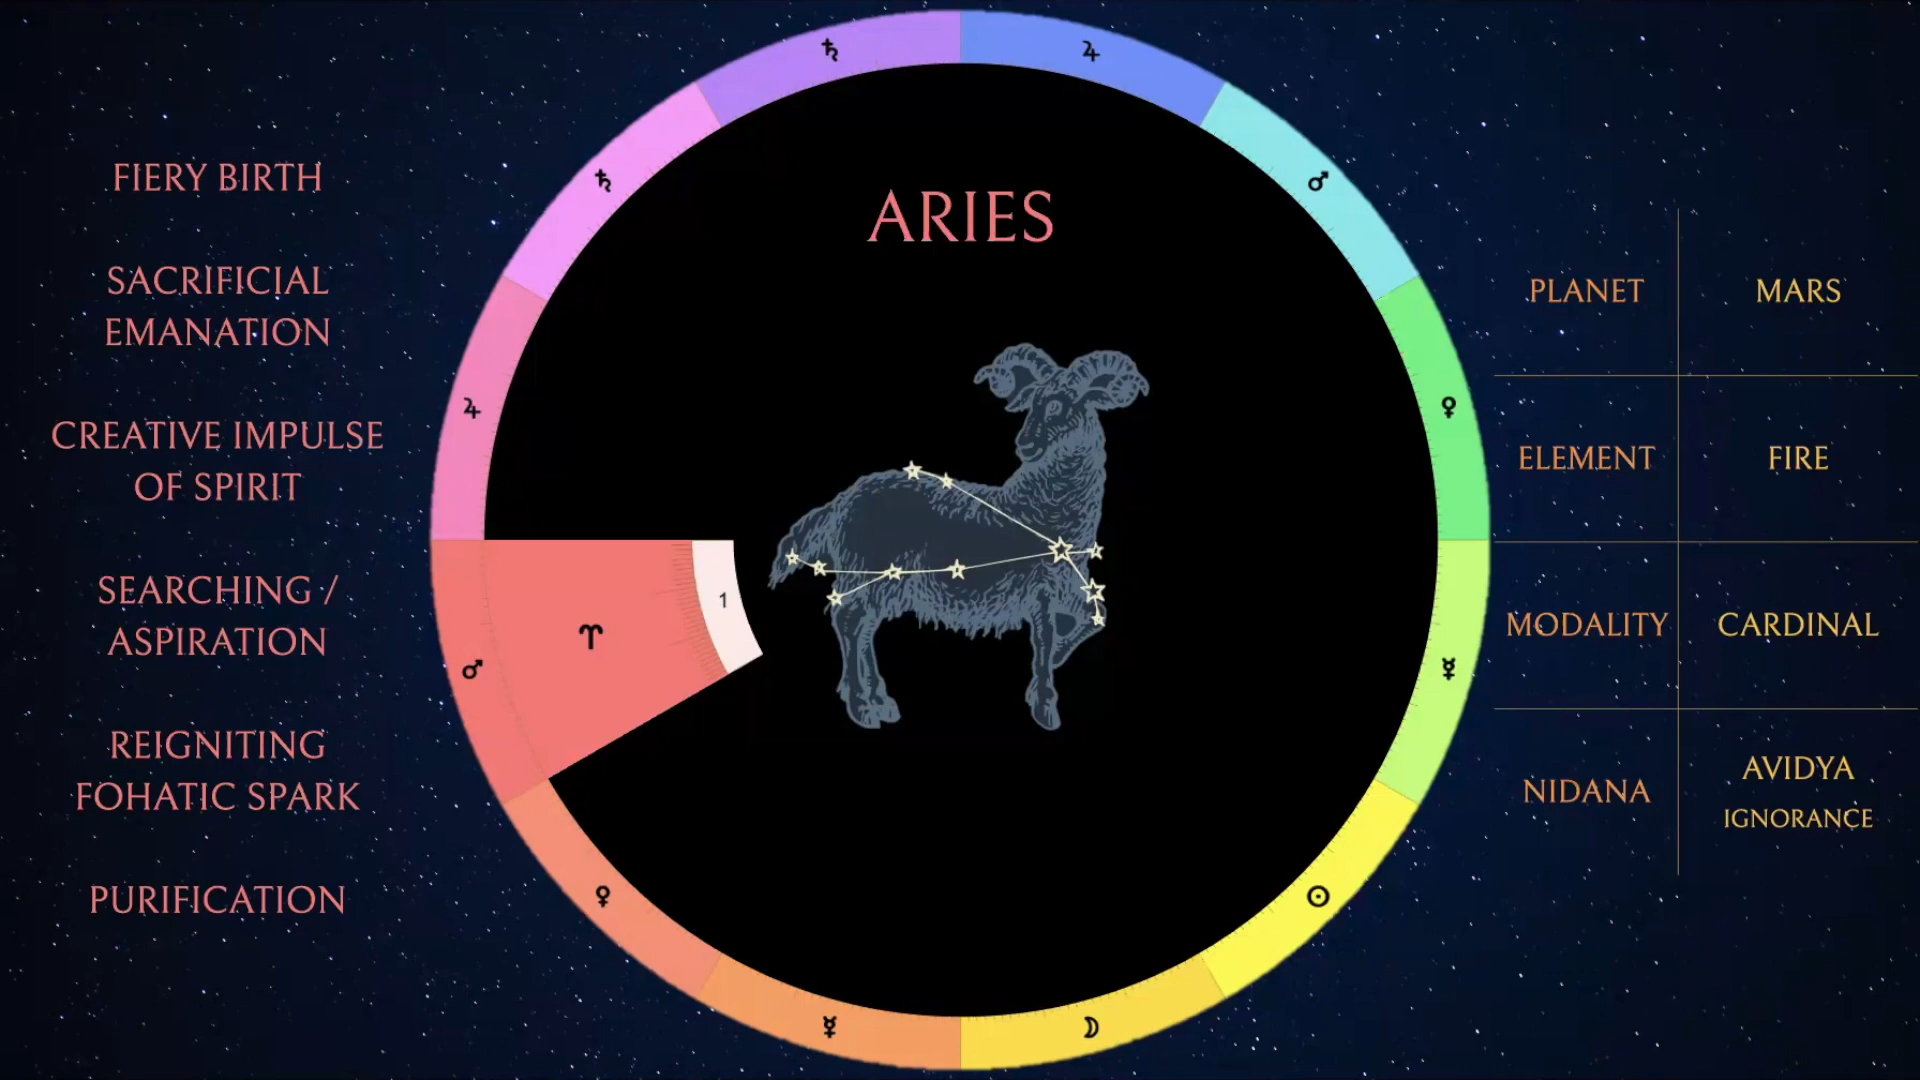 FIERY BIRTH
SACRIFICIAL
EMANATION
CREATIVE IMPULSE
OF SPIRIT
SEARCHING /
ASPIRATION
REIGNITING
FOHATIC SPARK
PURIFICATION
♄
♃
♄
♂
♃
♀
♂
☿
♀
☉
☿
☽
ARIES
♈
1
PLANET
MARS
ELEMENT
FIRE
MODALITY
CARDINAL
NIDANA
AVIDYA
IGNORANCE